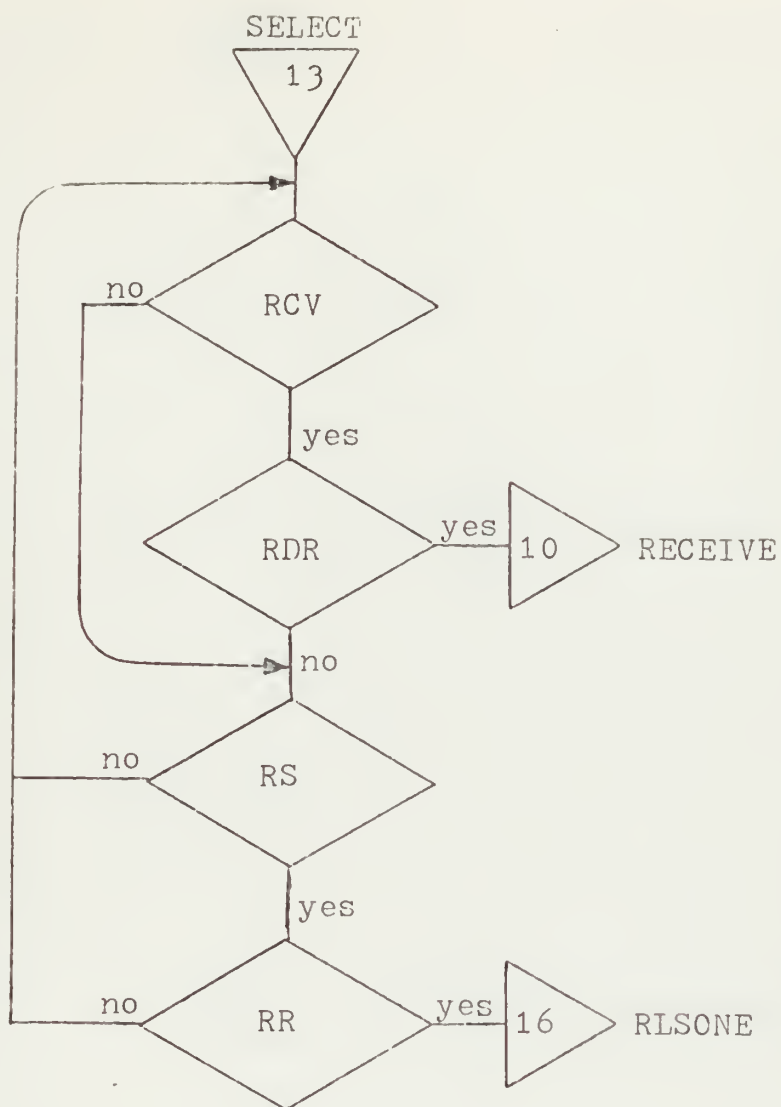 SELECT
13
no
RCV
yes
RDR
yes
10
RECEIVE
no
no
RS
yes
no
RR
yes
16
RLSONE